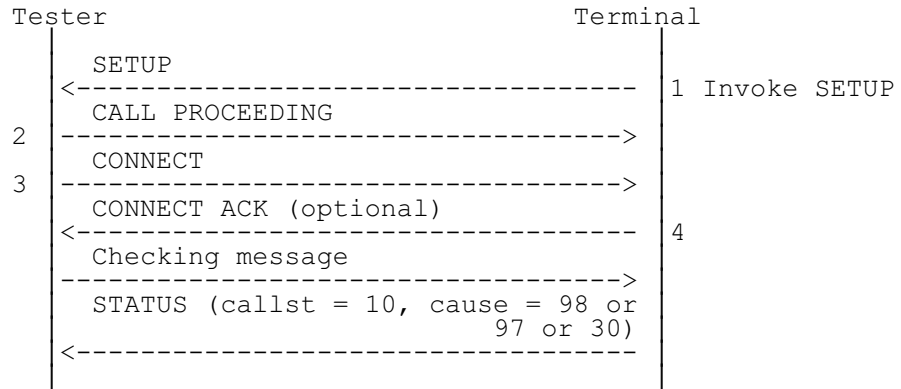 Tester Terminal
SETUP
1 Invoke SETUP
CALL PROCEEDING
2
CONNECT
3
CONNECT ACK (optional)
4
Checking message
STATUS (callst = 10, cause = 98 or
97 or 30)